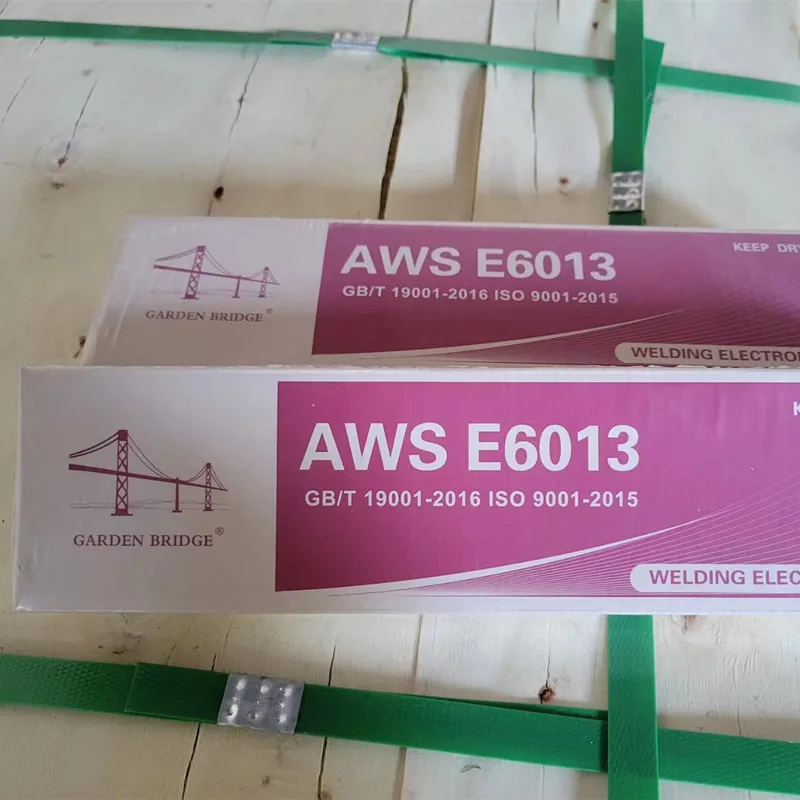 AWS E6013
KEEP DRY
GB/T 19001-2016 ISO 9001-2015
GARDEN BRIDGE®
WELDING ELECTRO
AWS E6013
K
GB/T 19001-2016 ISO 9001-2015
GARDEN BRIDGE®
WELDING ELEC